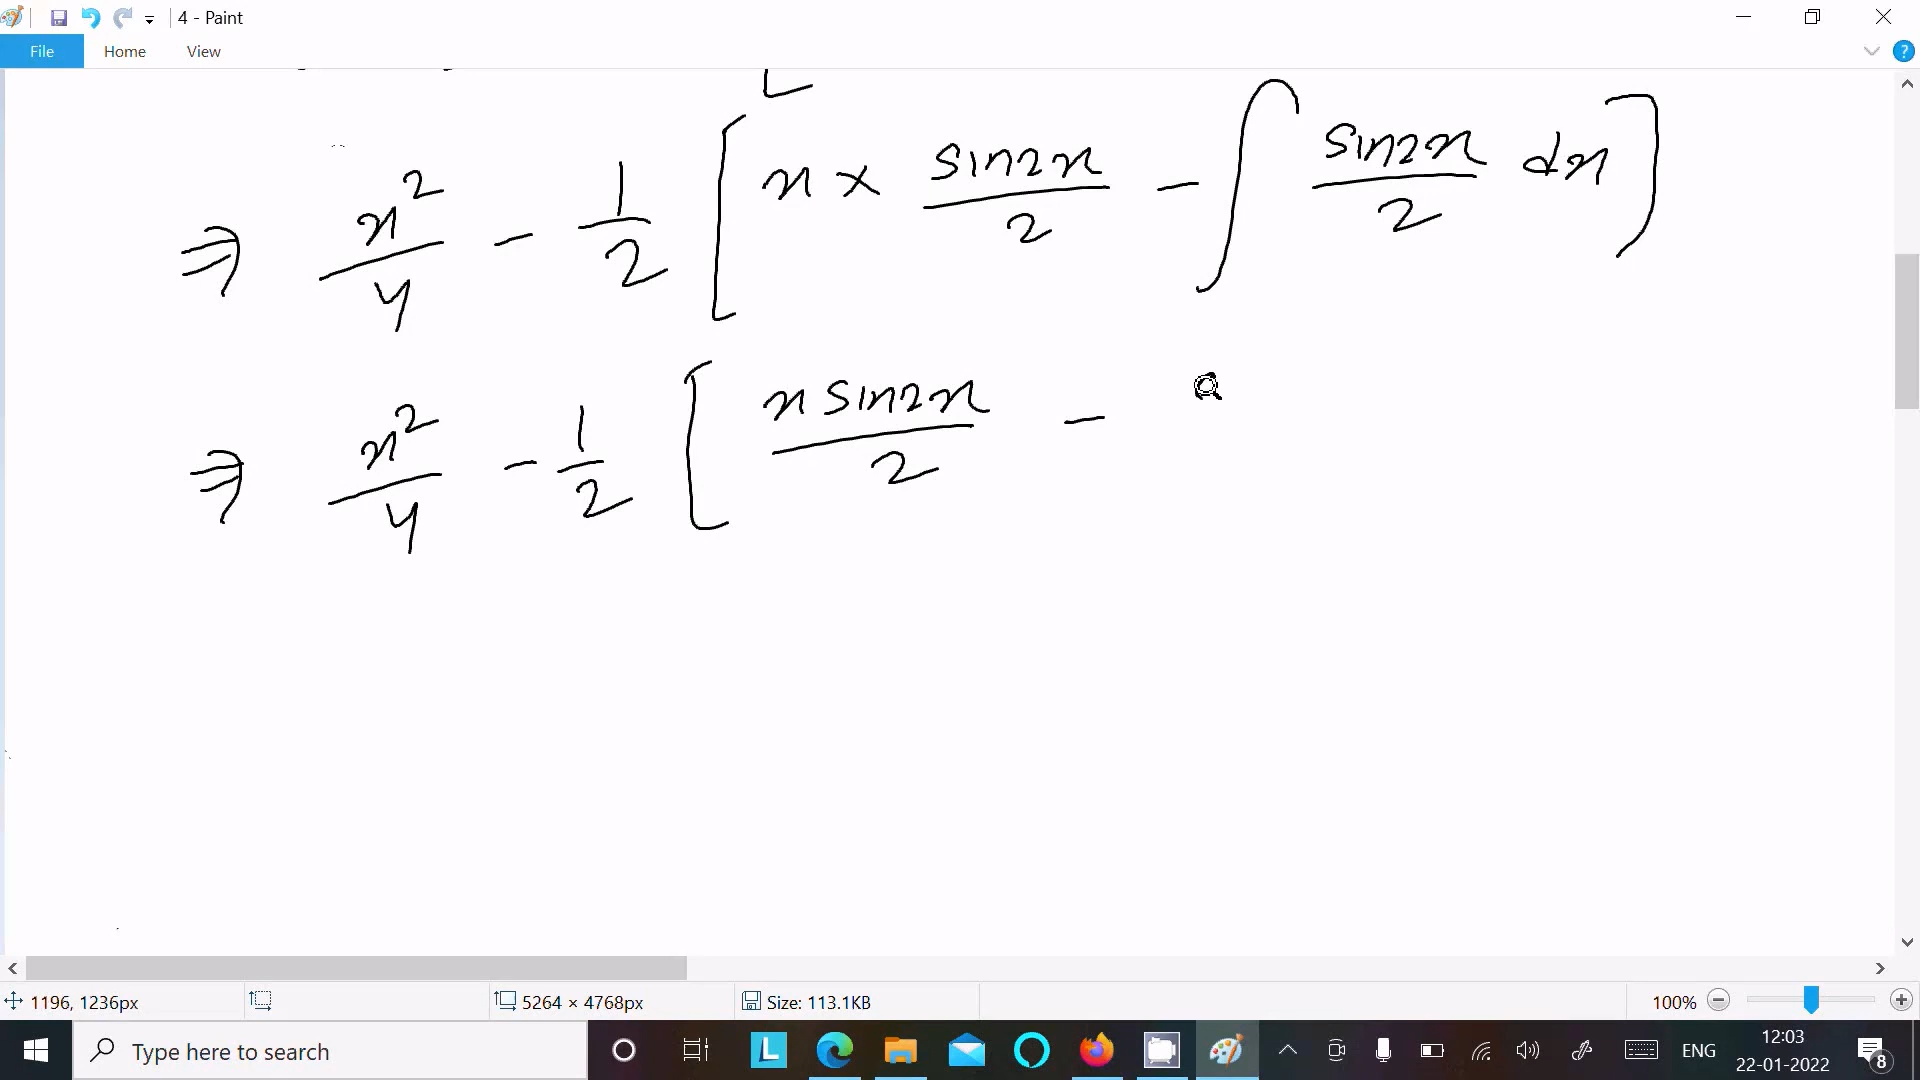 4 - Paint
File Home View
⇒ x²/4 - 1/2 [ x × sin2x/2 - ∫ sin2x/2 dx ]
⇒ x²/4 - 1/2 [ x sin2x/2 -
1196, 1236px 5264 × 4768px Size: 113.1KB 100%
Type here to search L ENG 12:03
22-01-2022 8